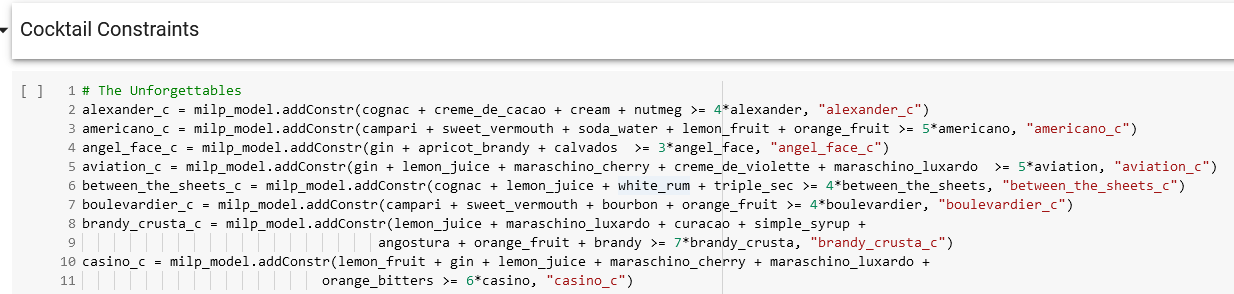 Cocktail Constraints
[ ] 1 # The Unforgettables
2 alexander_c = milp_model.addConstr(cognac + creme_de_cacao + cream + nutmeg >= 4*alexander, "alexander_c")
3 americano_c = milp_model.addConstr(campari + sweet_vermouth + soda_water + lemon_fruit + orange_fruit >= 5*americano, "americano_c")
4 angel_face_c = milp_model.addConstr(gin + apricot_brandy + calvados  >= 3*angel_face, "angel_face_c")
5 aviation_c = milp_model.addConstr(gin + lemon_juice + maraschino_cherry + creme_de_violette + maraschino_luxardo  >= 5*aviation, "aviation_c")
6 between_the_sheets_c = milp_model.addConstr(cognac + lemon_juice + white_rum + triple_sec >= 4*between_the_sheets, "between_the_sheets_c")
7 boulevardier_c = milp_model.addConstr(campari + sweet_vermouth + bourbon + orange_fruit >= 4*boulevardier, "boulevardier_c")
8 brandy_crusta_c = milp_model.addConstr(lemon_juice + maraschino_luxardo + curacao + simple_syrup +
9 angostura + orange_fruit + brandy >= 7*brandy_crusta, "brandy_crusta_c")
10 casino_c = milp_model.addConstr(lemon_fruit + gin + lemon_juice + maraschino_cherry + maraschino_luxardo +
11 orange_bitters >= 6*casino, "casino_c")